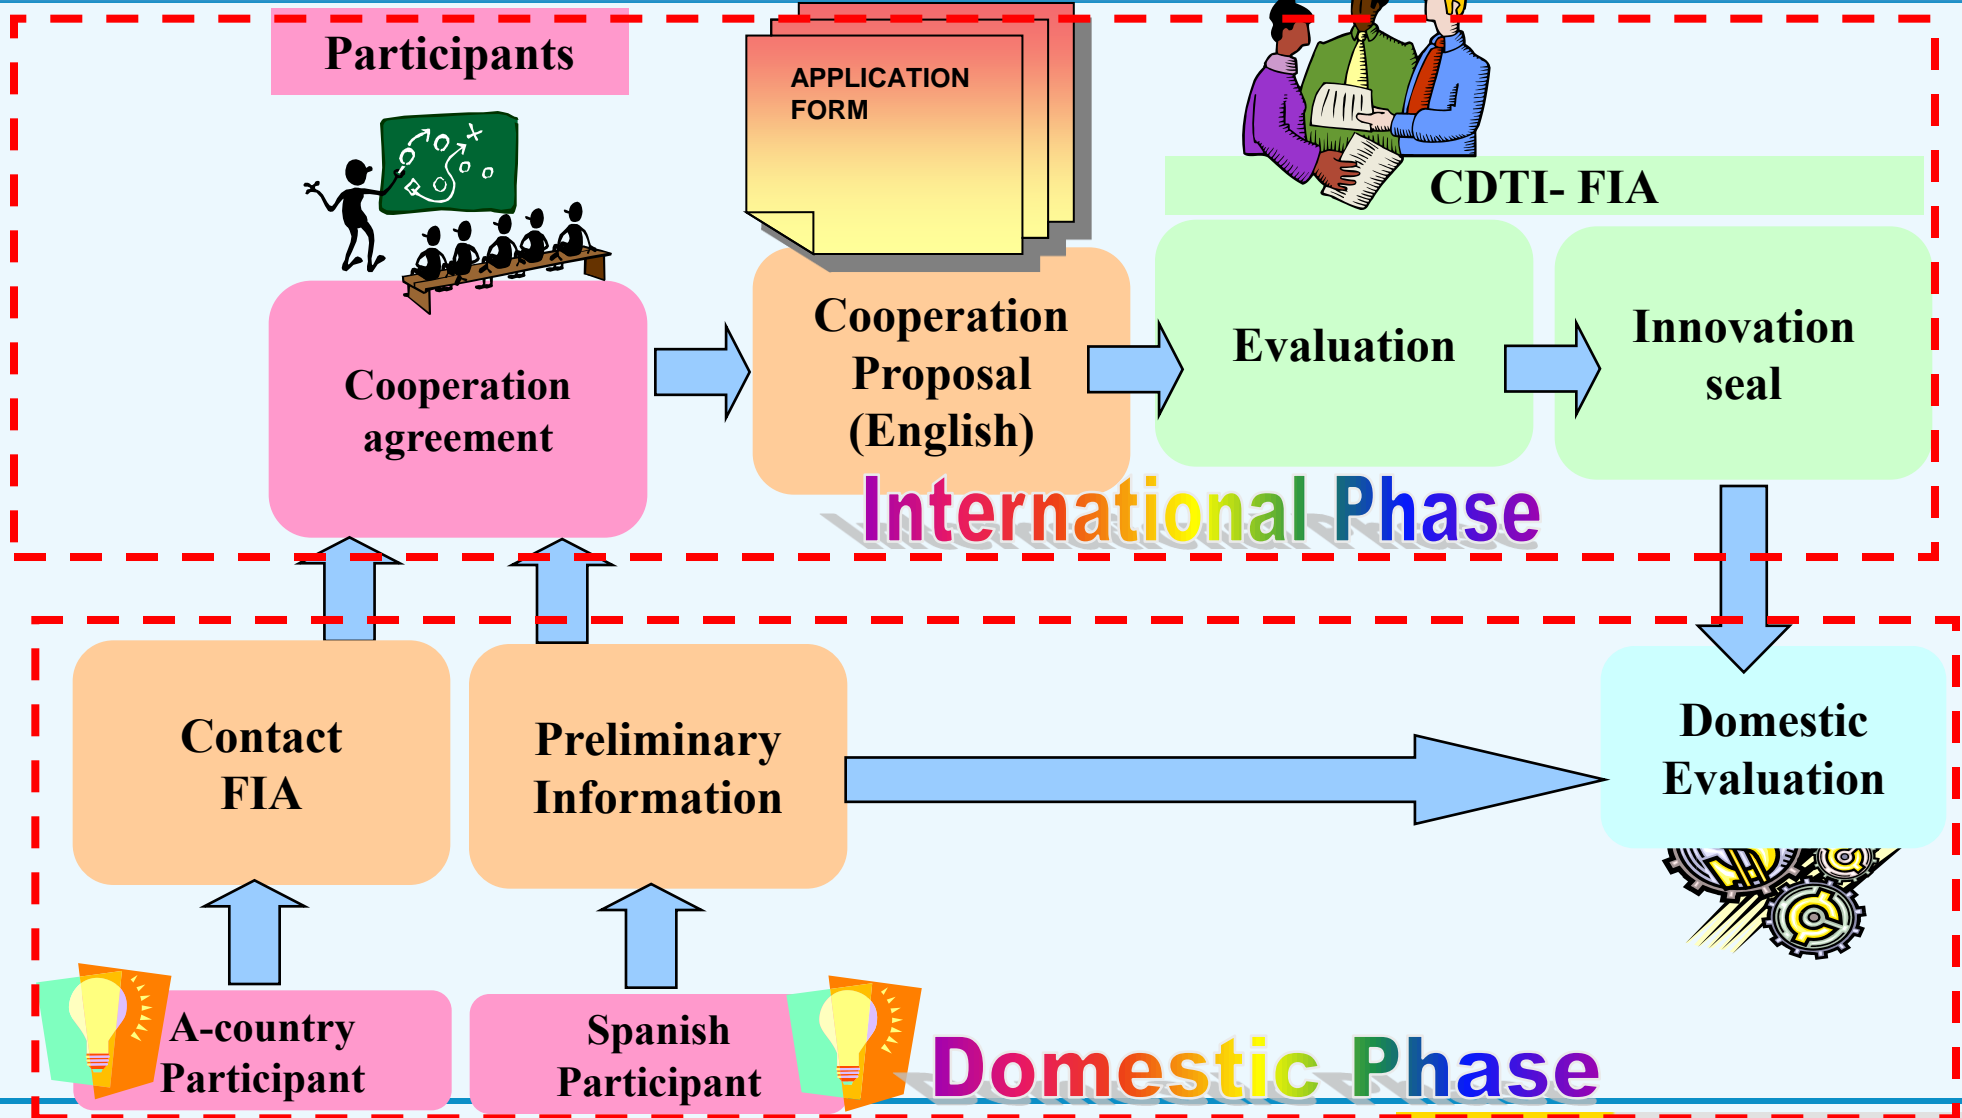 Participants
APPLICATION
FORM
CDTI- FIA
Cooperation
agreement
Cooperation
Proposal
(English)
Evaluation
Innovation
seal
International Phase
Contact
FIA
Preliminary
Information
Domestic
Evaluation
A-country
Participant
Spanish
Participant
Domestic Phase